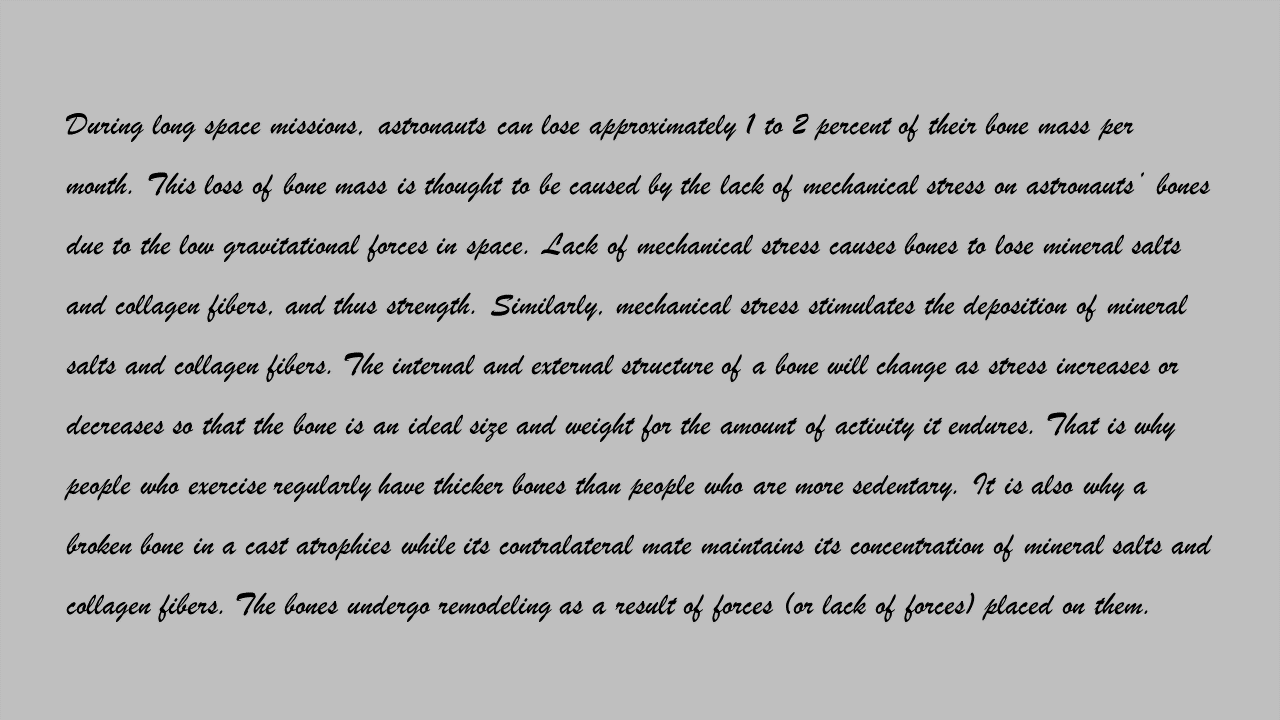 During long space missions, astronauts can lose approximately 1 to 2 percent of their bone mass per
month. This loss of bone mass is thought to be caused by the lack of mechanical stress on astronauts’ bones
due to the low gravitational forces in space. Lack of mechanical stress causes bones to lose mineral salts
and collagen fibers, and thus strength. Similarly, mechanical stress stimulates the deposition of mineral
salts and collagen fibers. The internal and external structure of a bone will change as stress increases or
decreases so that the bone is an ideal size and weight for the amount of activity it endures. That is why
people who exercise regularly have thicker bones than people who are more sedentary. It is also why a
broken bone in a cast atrophies while its contralateral mate maintains its concentration of mineral salts and
collagen fibers. The bones undergo remodeling as a result of forces (or lack of forces) placed on them.